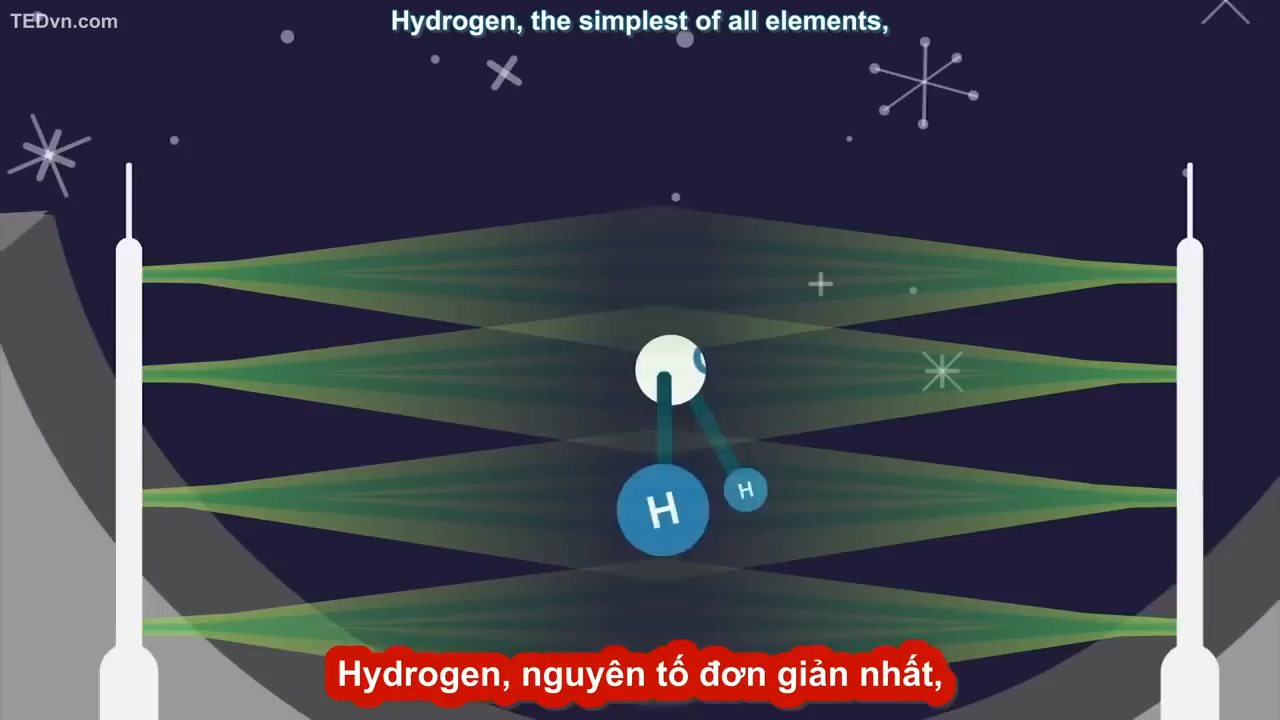 TEDvn.com
Hydrogen, the simplest of all elements,
H
H
Hydrogen, nguyên tố đơn giản nhất,